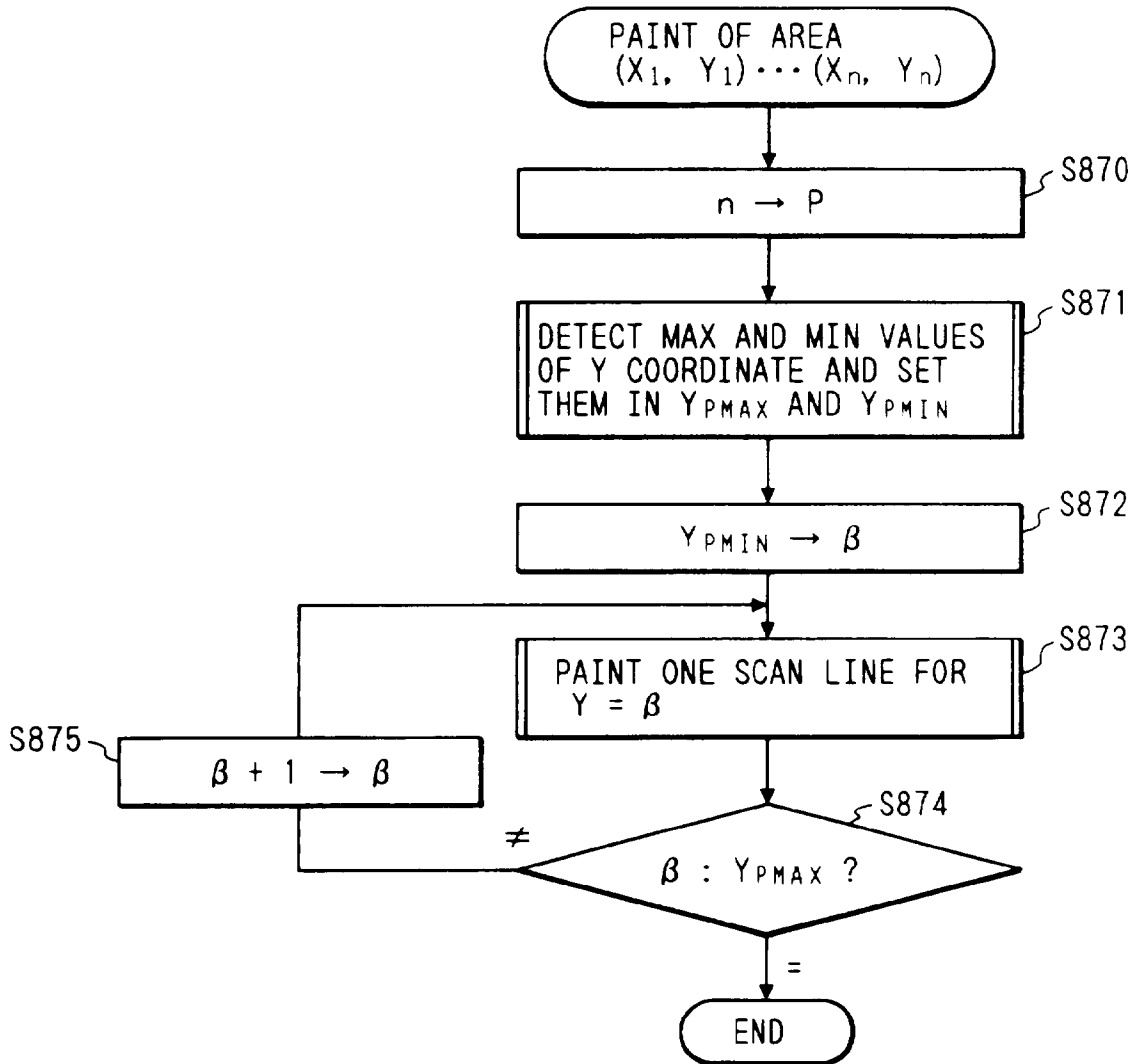 PAINT OF AREA
(X1, Y1)···(Xn, Yn)
S870
n → P
S871
DETECT MAX AND MIN VALUES
OF Y COORDINATE AND SET
THEM IN YPMAX AND YPMIN
S872
YPMIN → β
S873
PAINT ONE SCAN LINE FOR
Y = β
S875
β + 1 → β
S874
≠
β : YPMAX ?
=
END